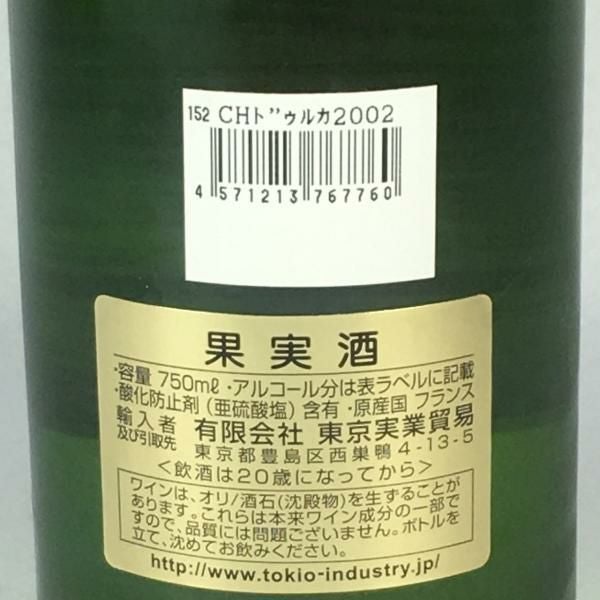 152 CHﾄﾞｩﾙｶ2002
4 571213 767760
果実酒
・容量 750mℓ ・アルコール分は表ラベルに記載
・酸化防止剤（亜硫酸塩）含有 ・原産国 フランス
輸入者
及び引取先
有限会社 東京実業貿易
東京都豊島区西巣鴨4-13-5
＜飲酒は20歳になってから＞
ワインは、オリ/酒石(沈殿物)を生ずることが
あります。これらは本来ワイン成分の一部で
すので、品質には問題ございません。ボトルを
立て、沈めてお飲みください。
http://www.tokio-industry.jp/